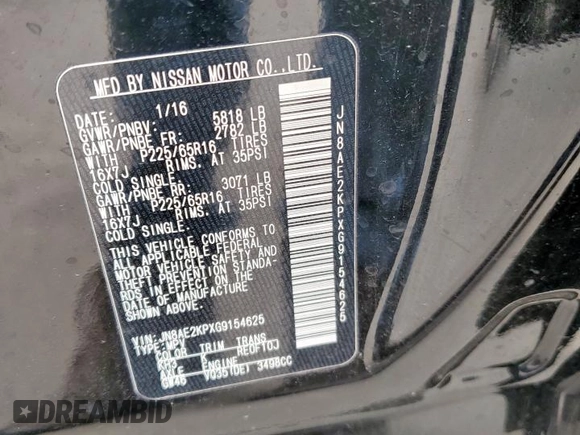 MFD BY NISSAN MOTOR CO.,LTD.
DATE: 1/16
GVWR/PNBV: 5818 LB
GAWR/PNBE FR: 2782 LB
WITH P225/65R16 TIRES
16X7J RIMS. AT 35PSI
COLD SINGLE.
GAWR/PNBE RR: 3071 LB
WITH P225/65R16 TIRES
16X7J RIMS. AT 35PSI
COLD SINGLE.
THIS VEHICLE CONFORMS TO
ALL APPLICABLE FEDERAL
MOTOR VEHICLE SAFETY AND
THEFT PREVENTION STANDA-
RDS IN EFFECT ON THE
DATE OF MANUFACTURE
SHOWN ABOVE.
VIN: JN8AE2KPXG9154625
TYPE: MPV
COLOR TRIM TRANS
KH3 RE0F10J
AXLE ENGINE
GW46 VQ35(DE) 3498CC
JN8AE2KPXG9154625
DREAMBID